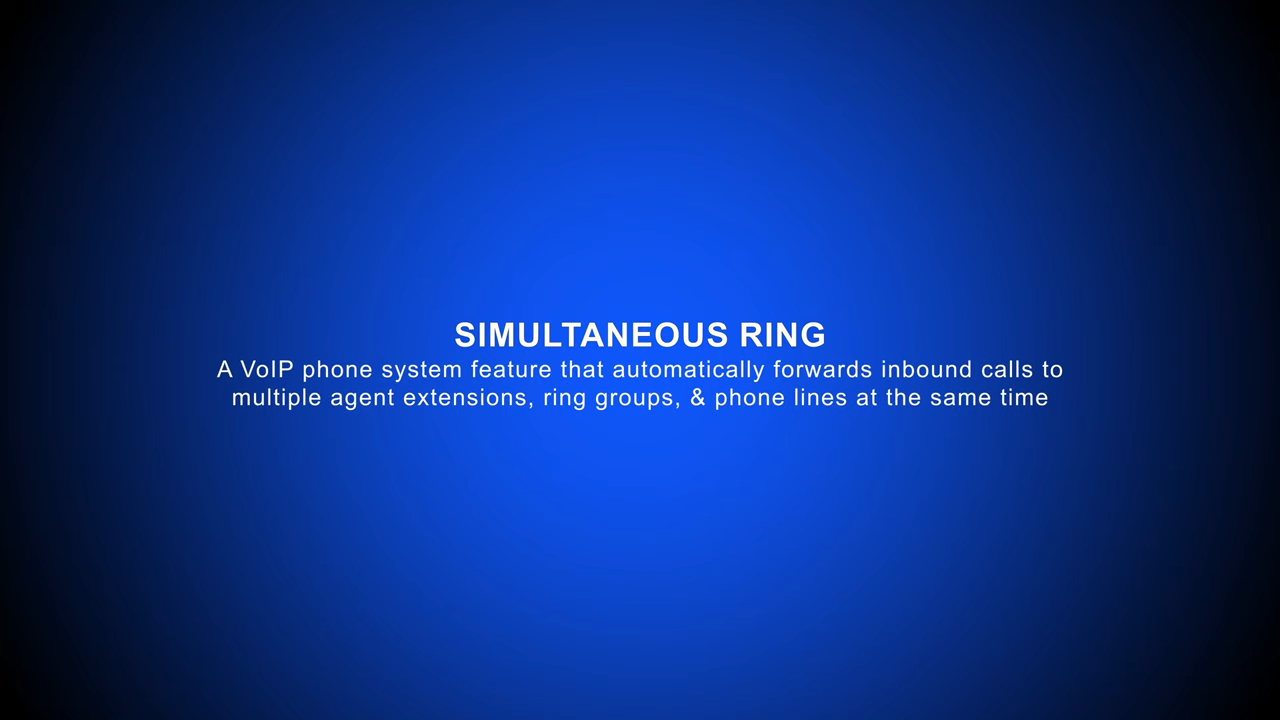 SIMULTANEOUS RING
A VoIP phone system feature that automatically forwards inbound calls to
multiple agent extensions, ring groups, & phone lines at the same time